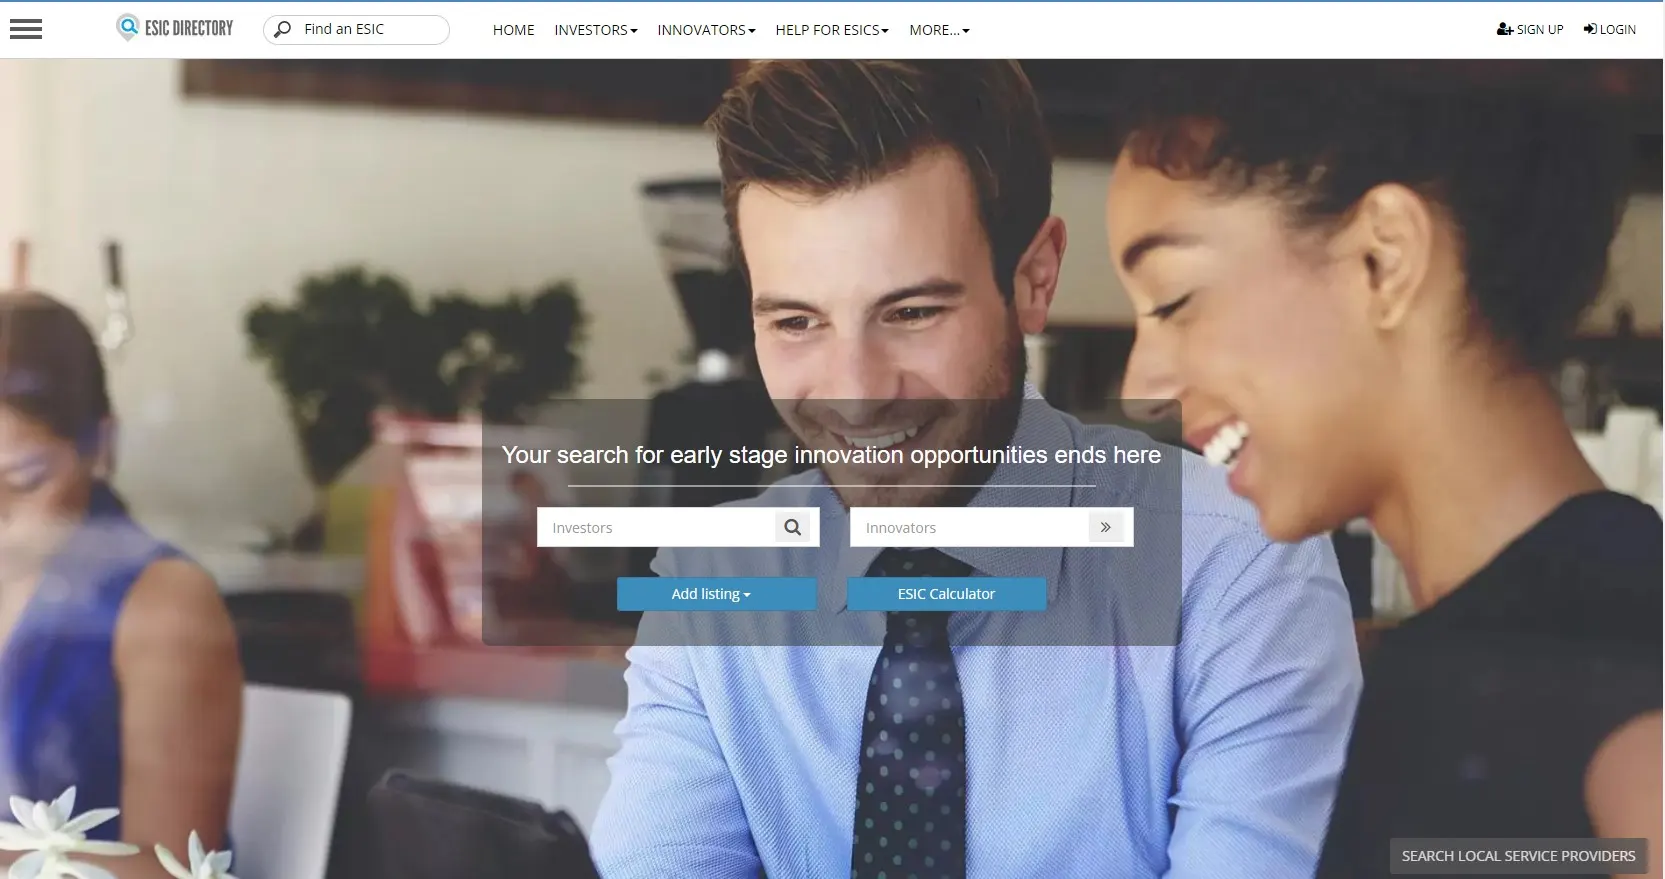 ESIC DIRECTORY
Find an ESIC
HOME
INVESTORS
INNOVATORS
HELP FOR ESICS
MORE...
SIGN UP
LOGIN
Your search for early stage innovation opportunities ends here
Investors
Innovators
Add listing
ESIC Calculator
SEARCH LOCAL SERVICE PROVIDERS